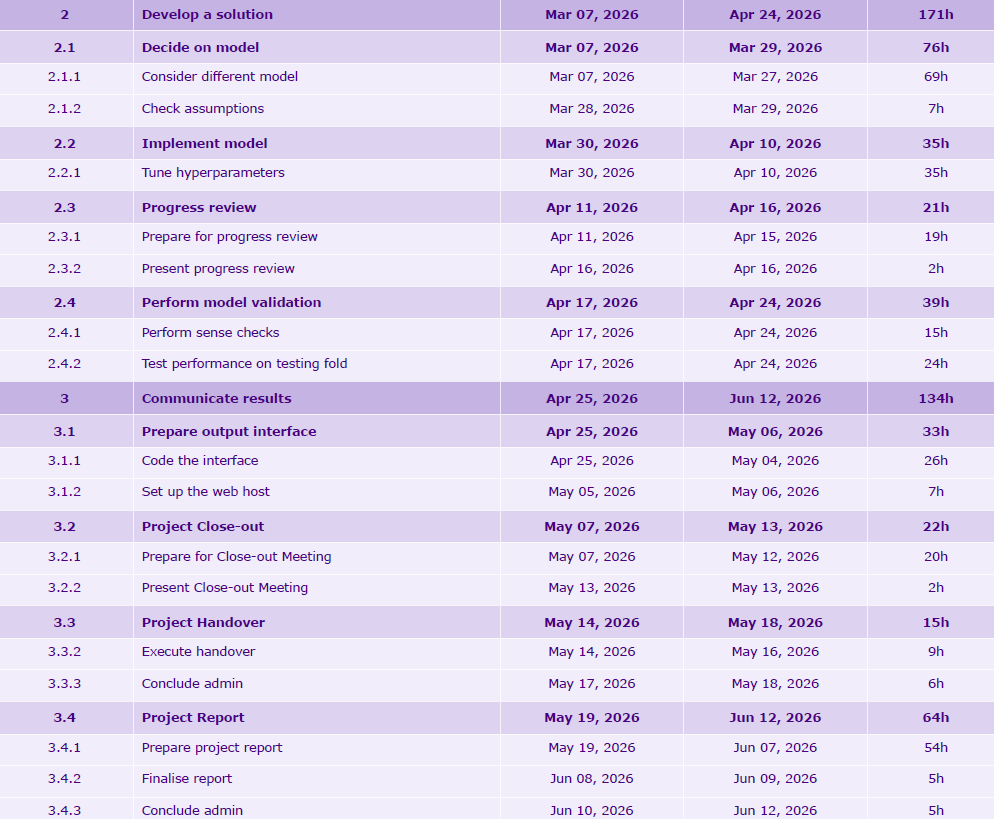 2 Develop a solution Mar 07, 2026 Apr 24, 2026 171h
2.1 Decide on model Mar 07, 2026 Mar 29, 2026 76h
2.1.1 Consider different model Mar 07, 2026 Mar 27, 2026 69h
2.1.2 Check assumptions Mar 28, 2026 Mar 29, 2026 7h
2.2 Implement model Mar 30, 2026 Apr 10, 2026 35h
2.2.1 Tune hyperparameters Mar 30, 2026 Apr 10, 2026 35h
2.3 Progress review Apr 11, 2026 Apr 16, 2026 21h
2.3.1 Prepare for progress review Apr 11, 2026 Apr 15, 2026 19h
2.3.2 Present progress review Apr 16, 2026 Apr 16, 2026 2h
2.4 Perform model validation Apr 17, 2026 Apr 24, 2026 39h
2.4.1 Perform sense checks Apr 17, 2026 Apr 24, 2026 15h
2.4.2 Test performance on testing fold Apr 17, 2026 Apr 24, 2026 24h
3 Communicate results Apr 25, 2026 Jun 12, 2026 134h
3.1 Prepare output interface Apr 25, 2026 May 06, 2026 33h
3.1.1 Code the interface Apr 25, 2026 May 04, 2026 26h
3.1.2 Set up the web host May 05, 2026 May 06, 2026 7h
3.2 Project Close-out May 07, 2026 May 13, 2026 22h
3.2.1 Prepare for Close-out Meeting May 07, 2026 May 12, 2026 20h
3.2.2 Present Close-out Meeting May 13, 2026 May 13, 2026 2h
3.3 Project Handover May 14, 2026 May 18, 2026 15h
3.3.2 Execute handover May 14, 2026 May 16, 2026 9h
3.3.3 Conclude admin May 17, 2026 May 18, 2026 6h
3.4 Project Report May 19, 2026 Jun 12, 2026 64h
3.4.1 Prepare project report May 19, 2026 Jun 07, 2026 54h
3.4.2 Finalise report Jun 08, 2026 Jun 09, 2026 5h
3.4.3 Conclude admin Jun 10, 2026 Jun 12, 2026 5h